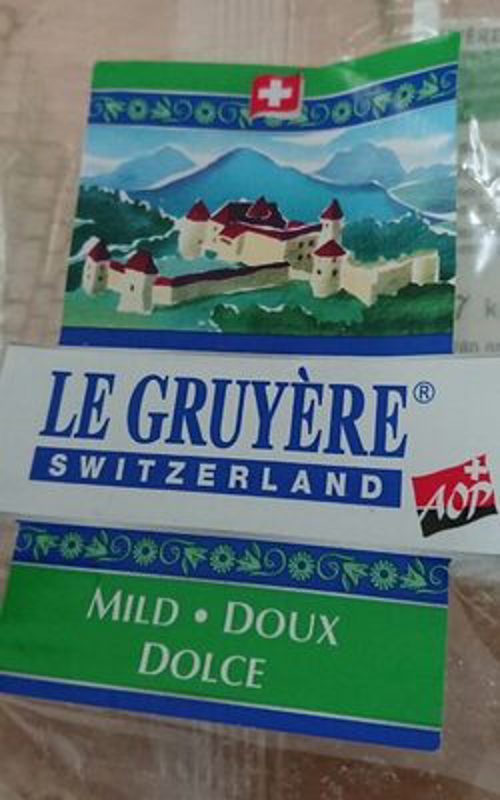 LE GRUYÈRE®
SWITZERLAND
AOP
MILD • DOUX
DOLCE